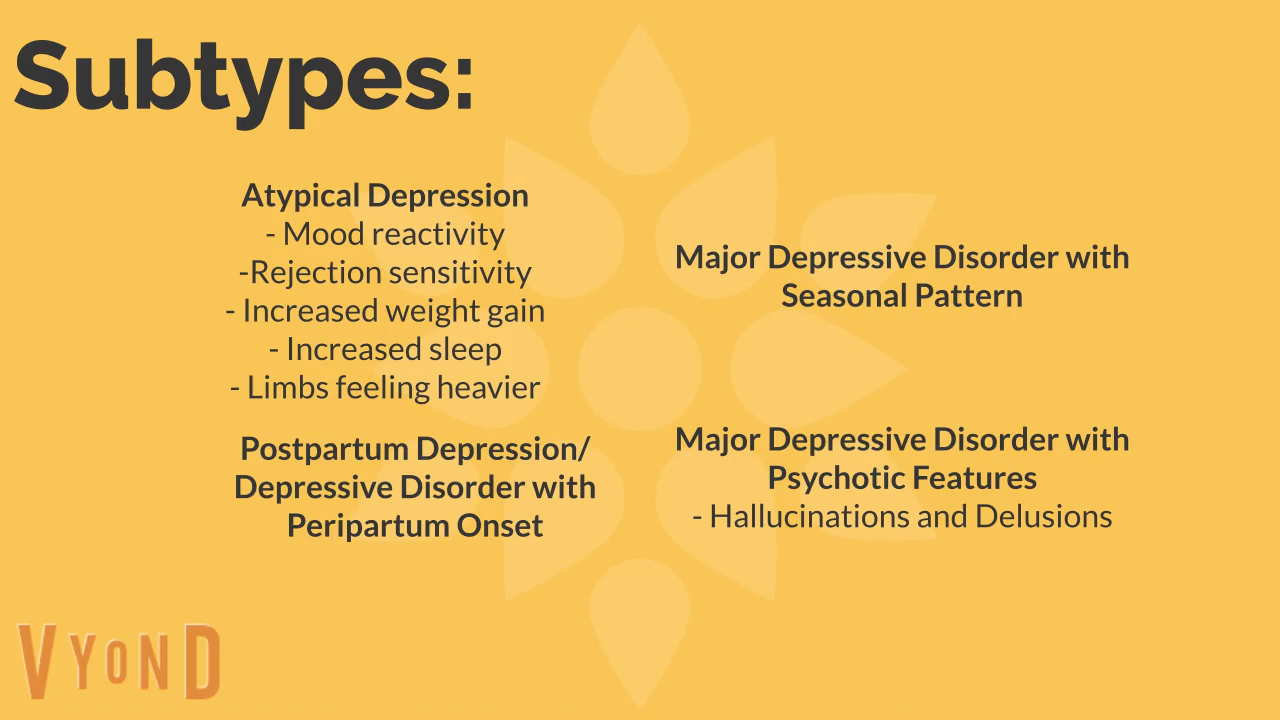 Subtypes:
Atypical Depression
- Mood reactivity
-Rejection sensitivity
- Increased weight gain
- Increased sleep
- Limbs feeling heavier
Postpartum Depression/
Depressive Disorder with
Peripartum Onset
Major Depressive Disorder with
Seasonal Pattern
Major Depressive Disorder with
Psychotic Features
- Hallucinations and Delusions
VYOND